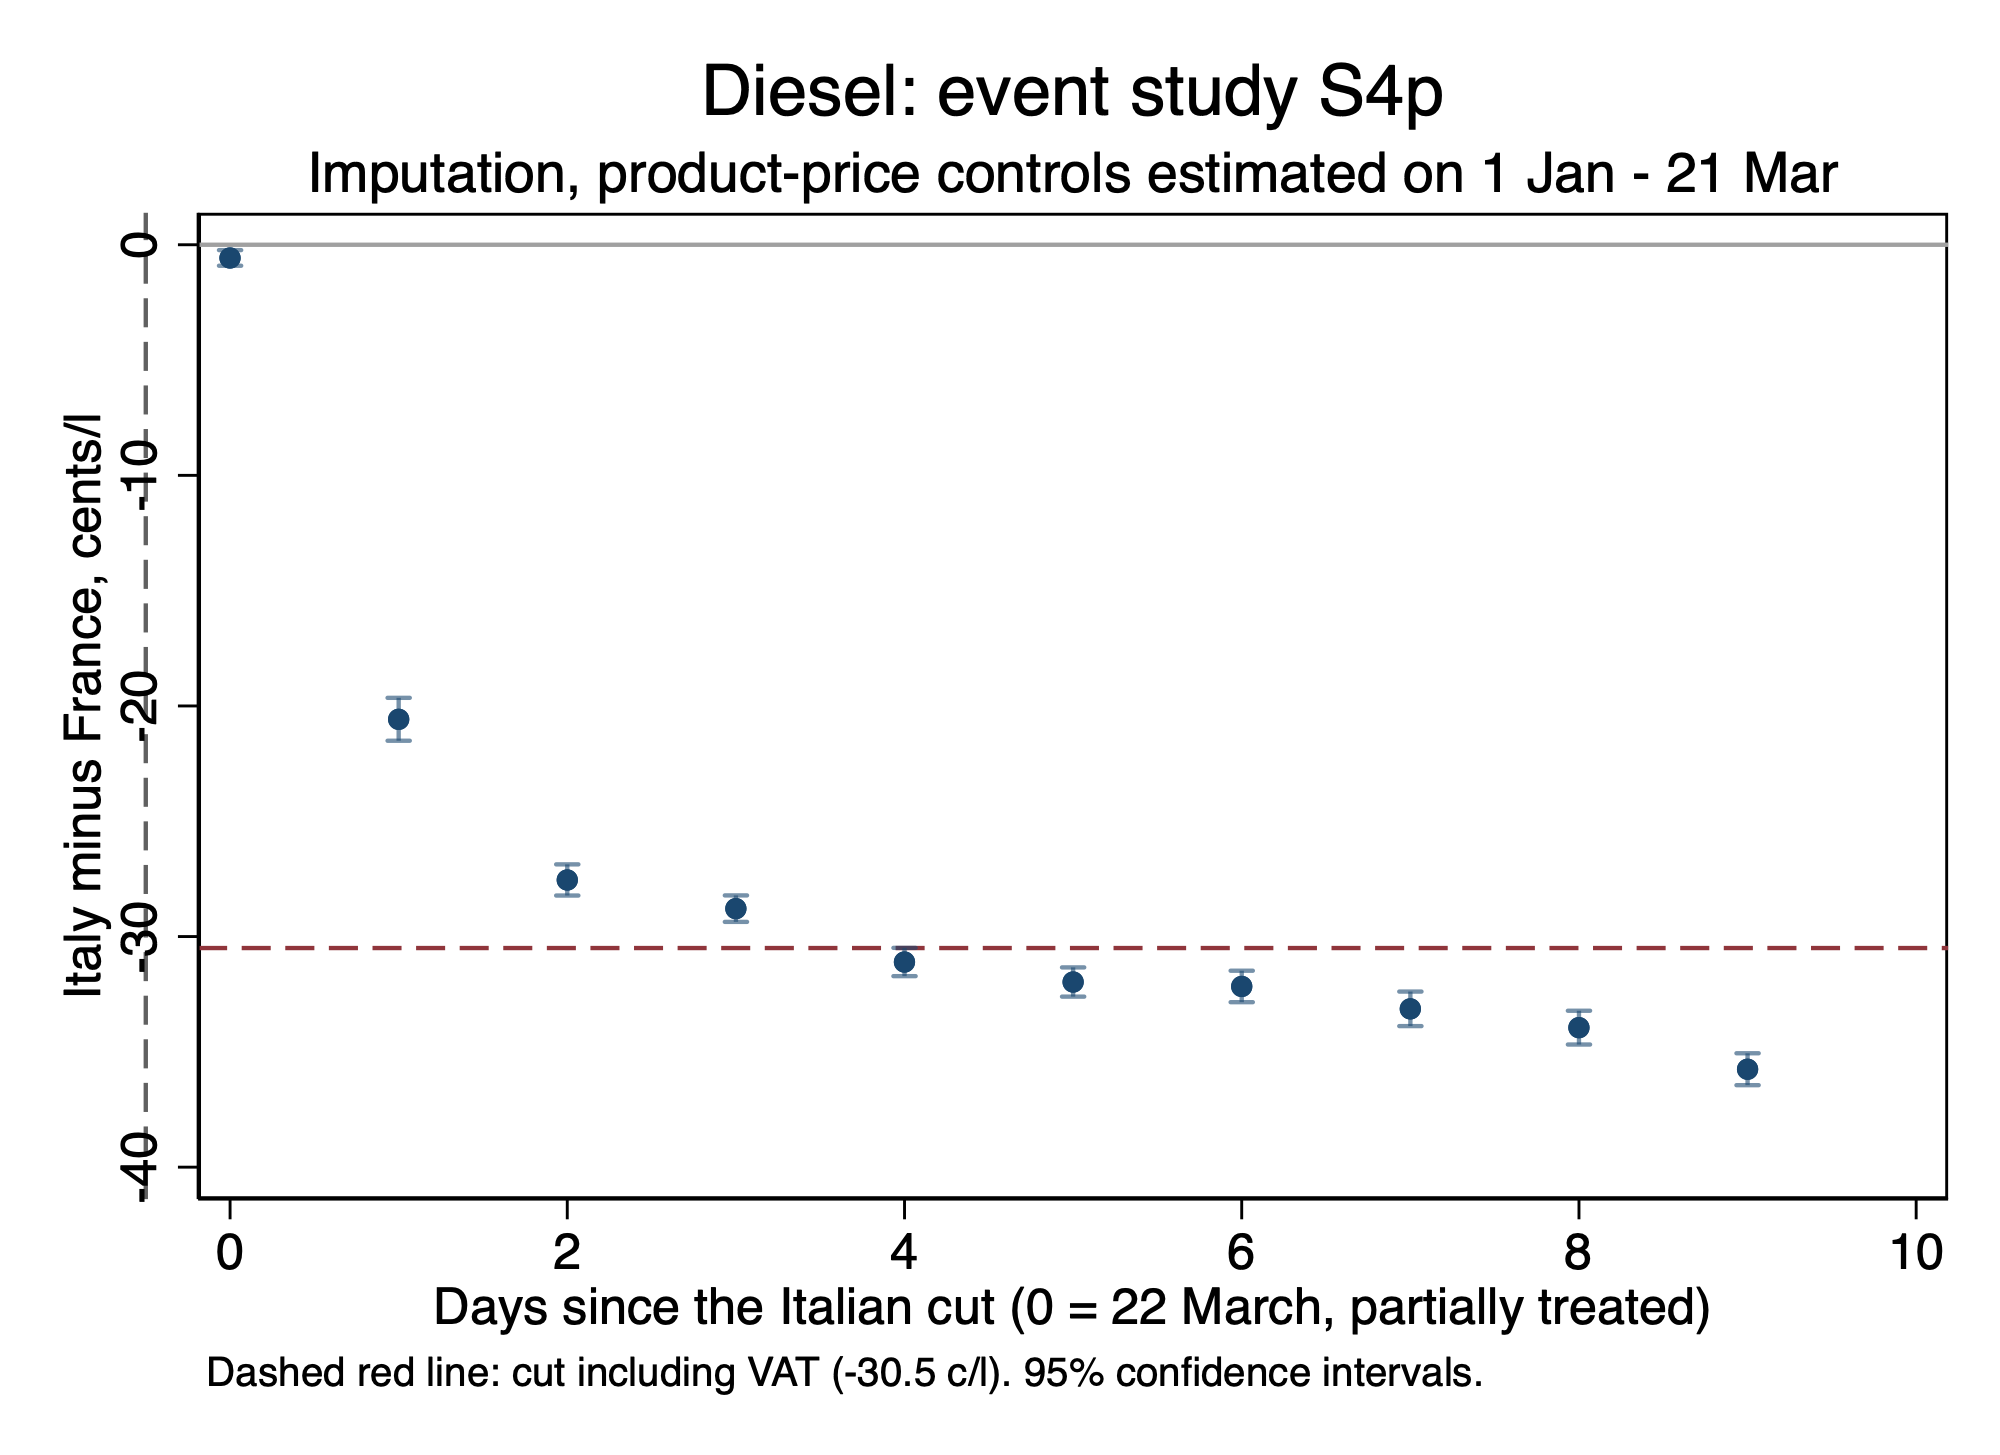 Diesel: event study S4p
Imputation, product-price controls estimated on 1 Jan - 21 Mar
Italy minus France, cents/l
0
-10
-20
-30
-40
0 2 4 6 8 10
Days since the Italian cut (0 = 22 March, partially treated)
Dashed red line: cut including VAT (-30.5 c/l). 95% confidence intervals.